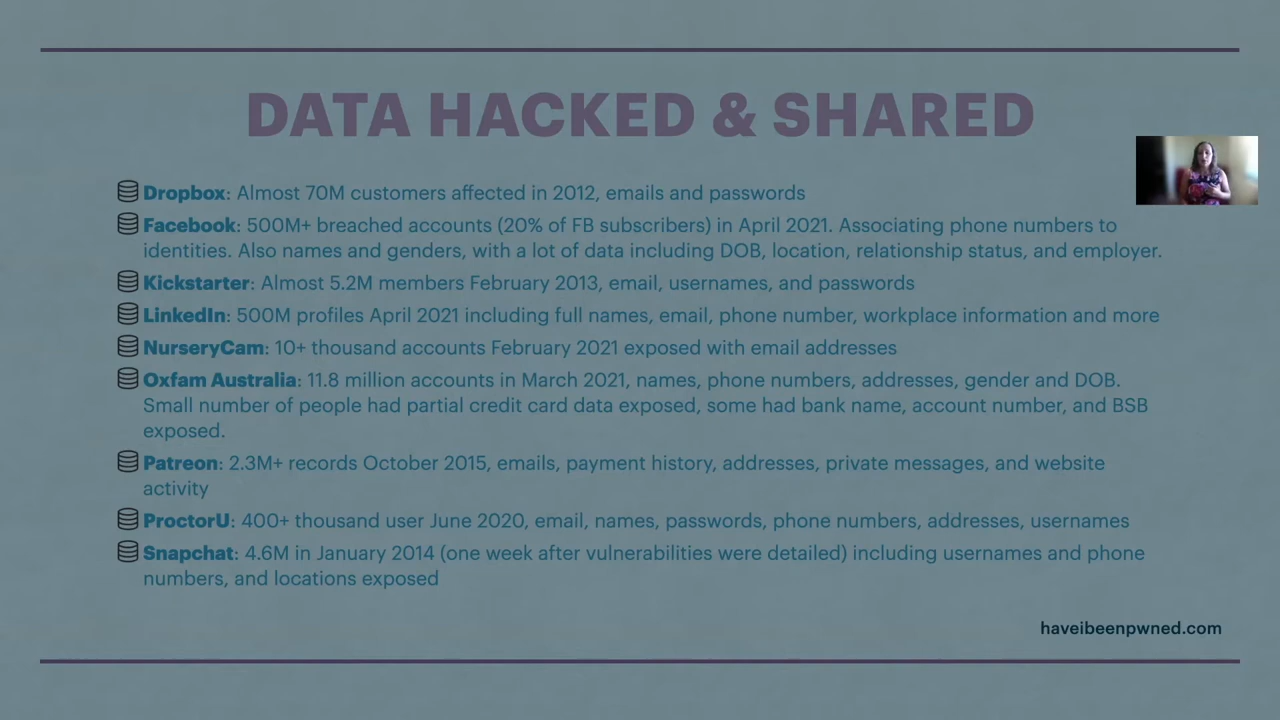 DATA HACKED & SHARED
Dropbox: Almost 70M customers affected in 2012, emails and passwords
Facebook: 500M+ breached accounts (20% of FB subscribers) in April 2021. Associating phone numbers to
identities. Also names and genders, with a lot of data including DOB, location, relationship status, and employer.
Kickstarter: Almost 5.2M members February 2013, email, usernames, and passwords
LinkedIn: 500M profiles April 2021 including full names, email, phone number, workplace information and more
NurseryCam: 10+ thousand accounts February 2021 exposed with email addresses
Oxfam Australia: 11.8 million accounts in March 2021, names, phone numbers, addresses, gender and DOB.
Small number of people had partial credit card data exposed, some had bank name, account number, and BSB
exposed.
Patreon: 2.3M+ records October 2015, emails, payment history, addresses, private messages, and website
activity
ProctorU: 400+ thousand user June 2020, email, names, passwords, phone numbers, addresses, usernames
Snapchat: 4.6M in January 2014 (one week after vulnerabilities were detailed) including usernames and phone
numbers, and locations exposed
haveibeenpwned.com